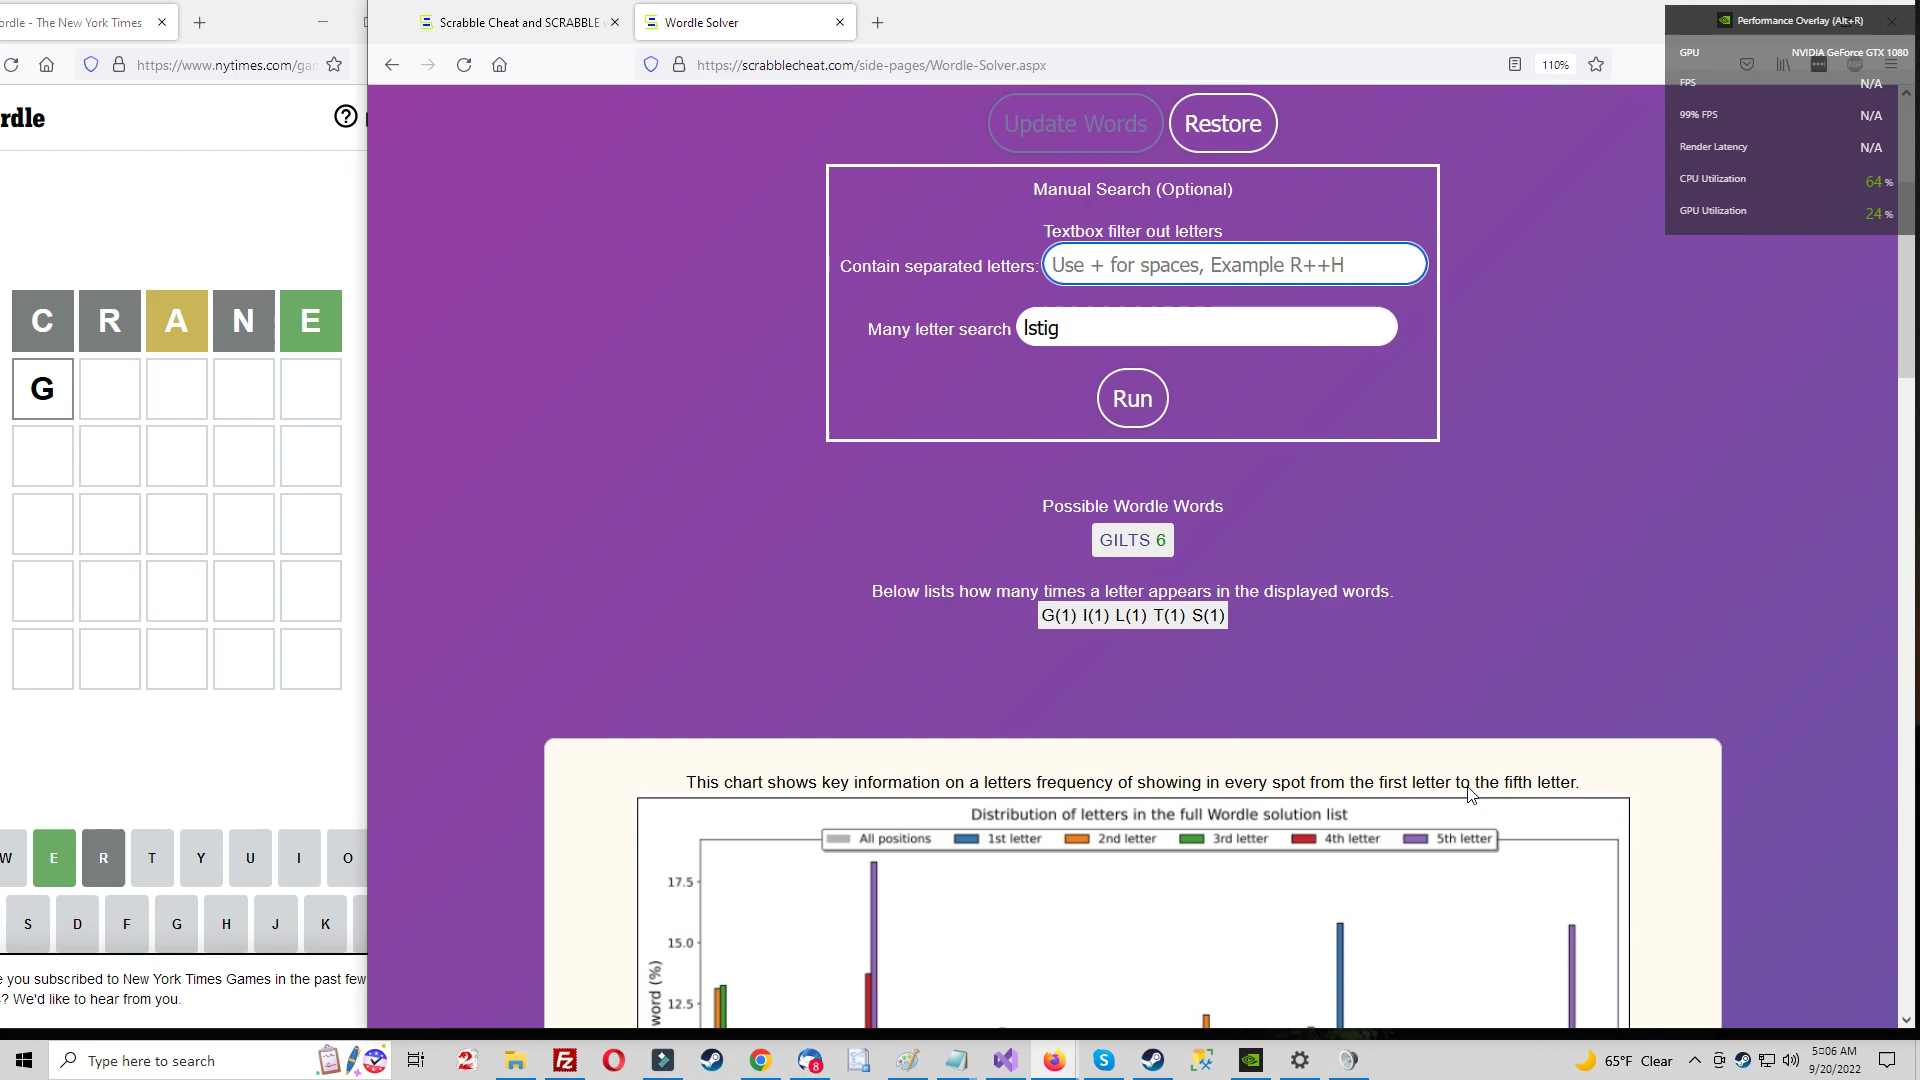 ordle - The New York Times
Scrabble Cheat and SCRABBLE
Wordle Solver
https://www.nytimes.com/gam
https://scrabblecheat.com/side-pages/Wordle-Solver.aspx
110%
Performance Overlay (Alt+R)
GPU NVIDIA GeForce GTX 1080
FPS N/A
99% FPS N/A
Render Latency N/A
CPU Utilization 64 %
GPU Utilization 24 %
ABP
rdle
Update Words Restore
Manual Search (Optional)
Textbox filter out letters
Contain separated letters: Use + for spaces, Example R++H
Many letter search lstig
Run
C R A N E
G
Possible Wordle Words
GILTS 6
Below lists how many times a letter appears in the displayed words.
G(1) I(1) L(1) T(1) S(1)
This chart shows key information on a letters frequency of showing in every spot from the first letter to the fifth letter.
Distribution of letters in the full Wordle solution list
All positions 1st letter 2nd letter 3rd letter 4th letter 5th letter
17.5
15.0
12.5
word (%)
W E R T Y U I O
S D F G H J K
e you subscribed to New York Times Games in the past few
? We'd like to hear from you.
Type here to search
8
65°F Clear
5:06 AM
9/20/2022